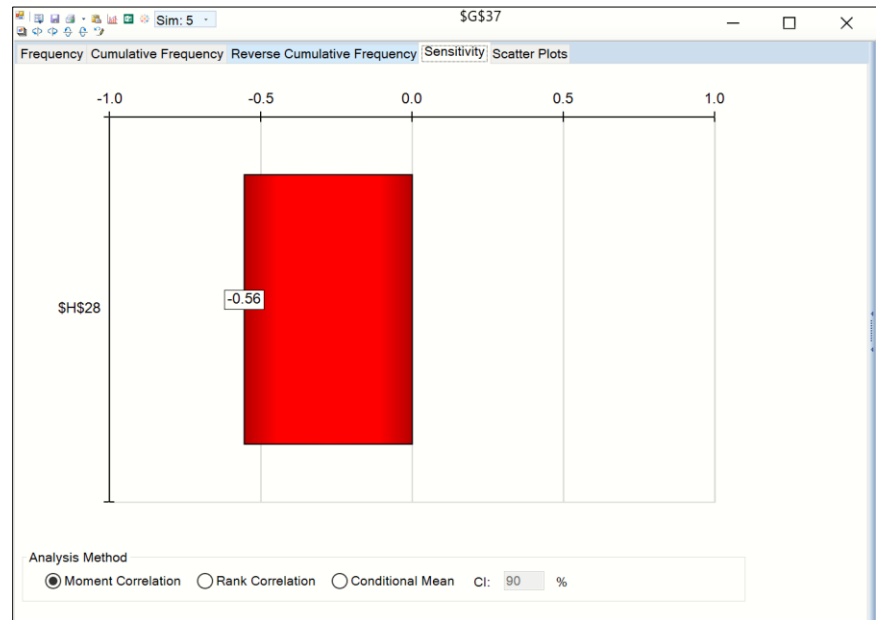 Sim: 5
$G$37
Frequency Cumulative Frequency Reverse Cumulative Frequency Sensitivity Scatter Plots
-1.0 -0.5 0.0 0.5 1.0
-0.56
$H$28
Analysis Method
Moment Correlation Rank Correlation Conditional Mean CI: 90 %